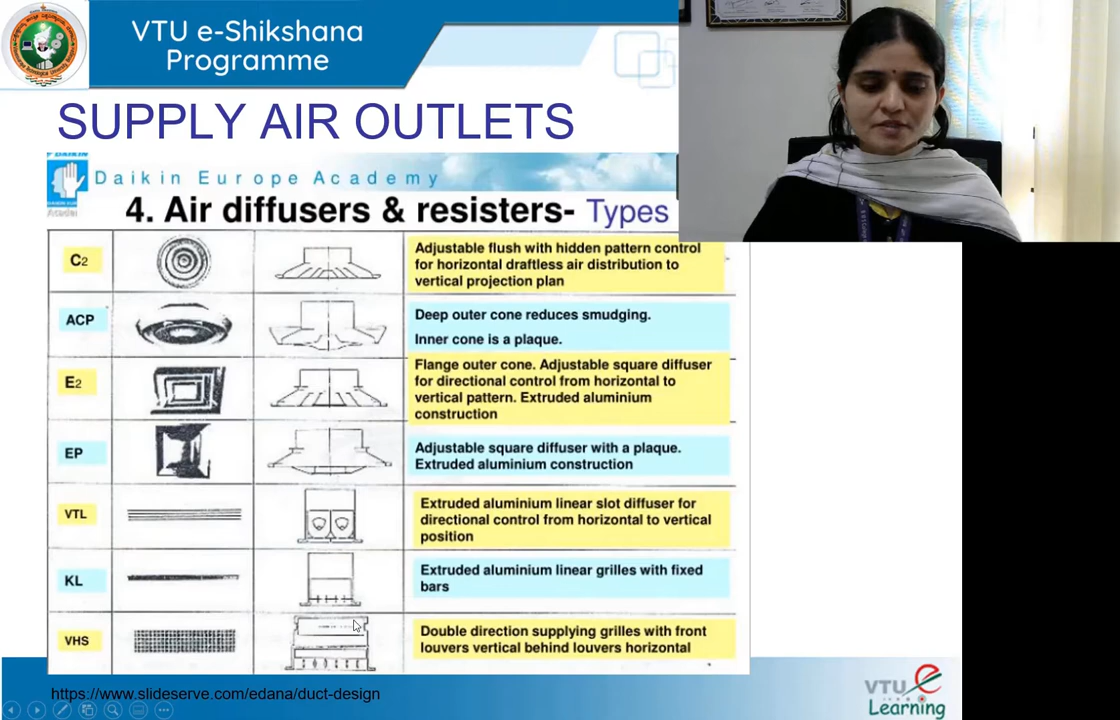 VTU e-Shikshana
Programme
SUPPLY AIR OUTLETS
DAIKIN
Daikin Europe Academy
4. Air diffusers & resisters- Types
C2
Adjustable flush with hidden pattern control
for horizontal draftless air distribution to
vertical projection plan
ACP
Deep outer cone reduces smudging.
Inner cone is a plaque.
E2
Flange outer cone. Adjustable square diffuser
for directional control from horizontal to
vertical pattern. Extruded aluminium
construction
EP
Adjustable square diffuser with a plaque.
Extruded aluminium construction
VTL
Extruded aluminium linear slot diffuser for
directional control from horizontal to vertical
position
KL
Extruded aluminium linear grilles with fixed
bars
VHS
Double direction supplying grilles with front
louvers vertical behind louvers horizontal
https://www.slideserve.com/edana/duct-design
VTU e
Learning